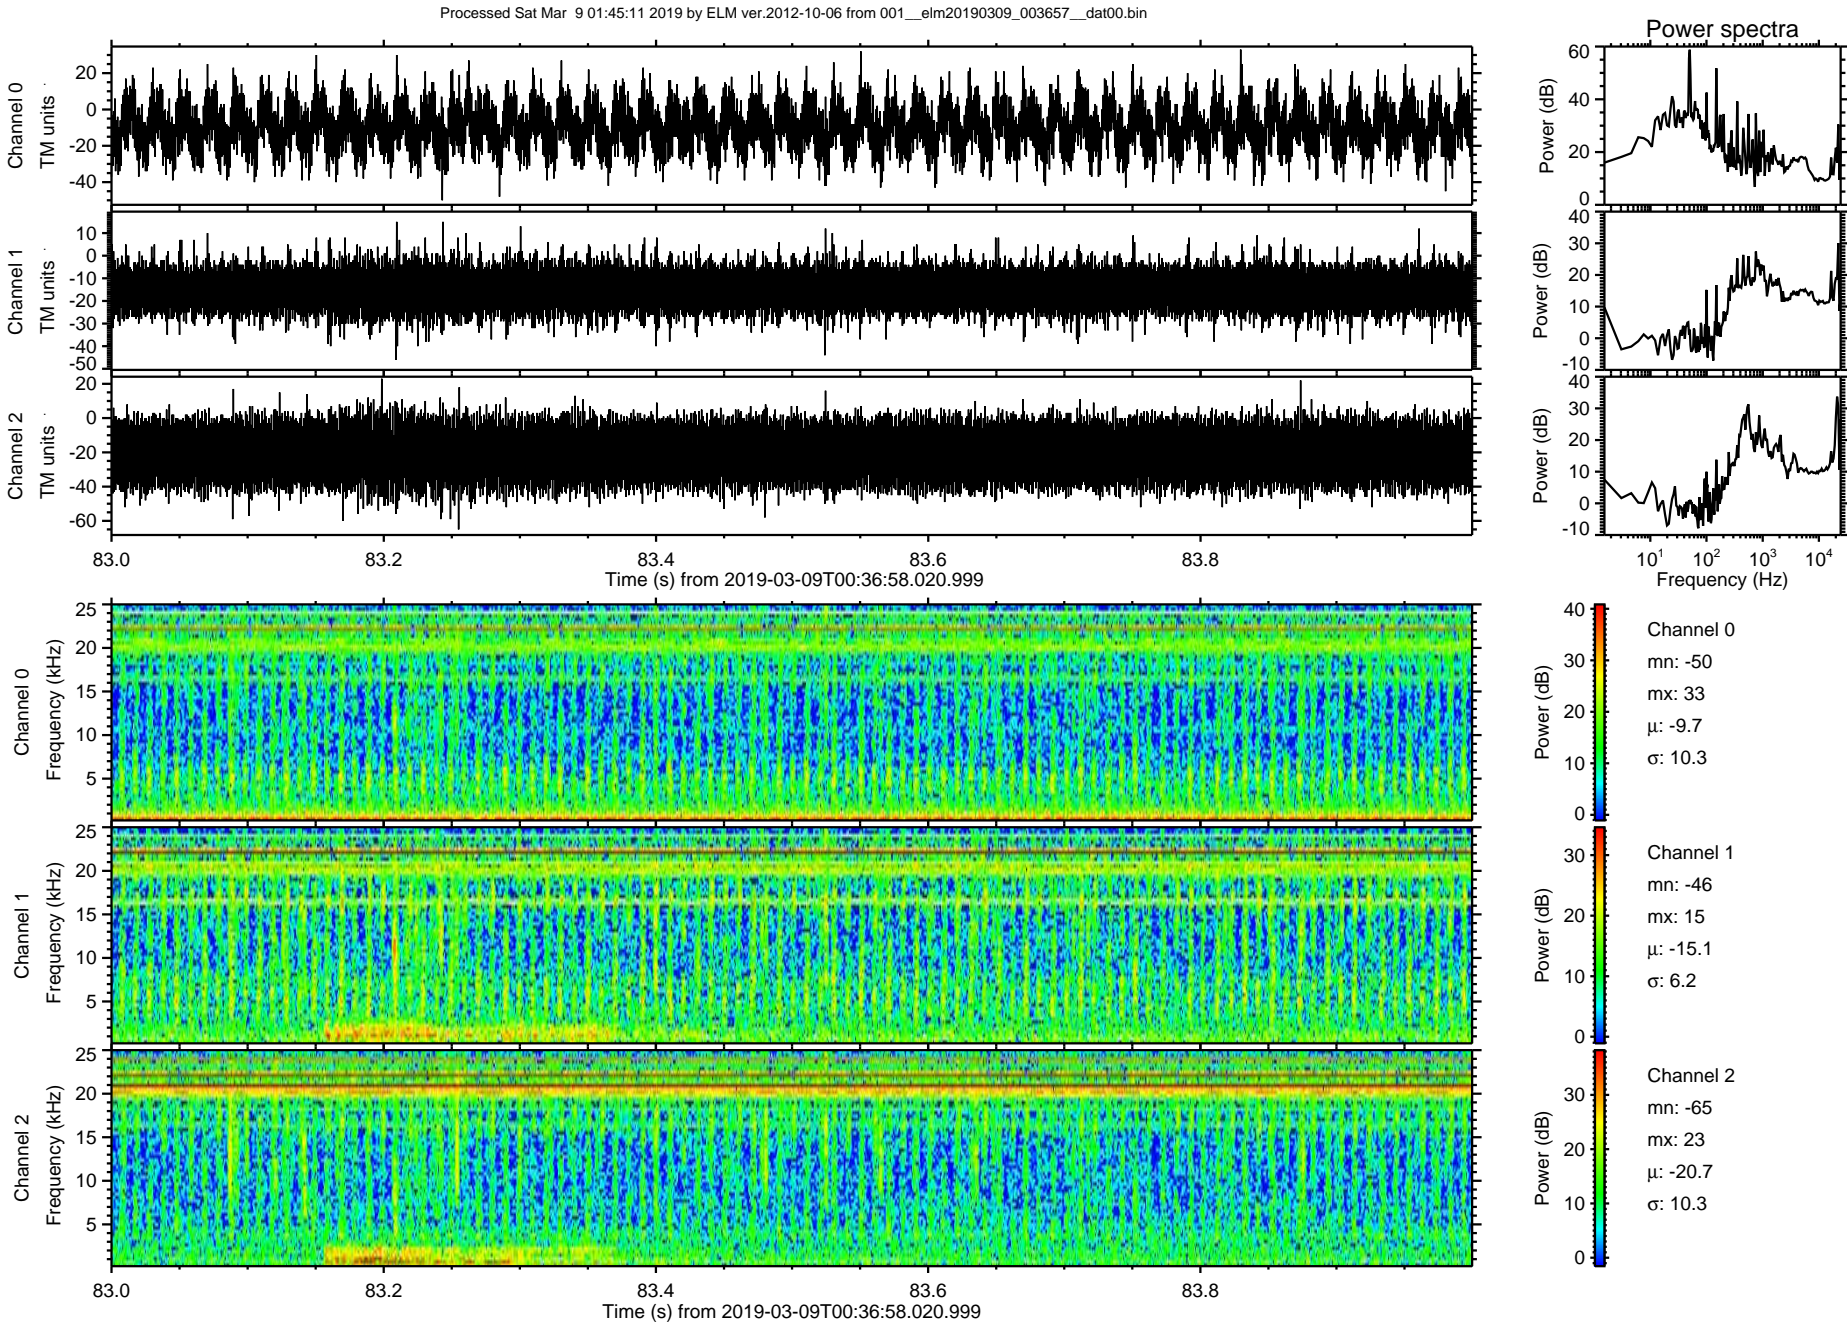 Processed Sat Mar 9 01:45:11 2019 by ELM ver.2012-10-06 from 001__elm20190309_003657__dat00.bin
Power spectra
Channel 0
TM units
20
0
-20
-40
Power (dB)
60
40
20
0
Channel 1
TM units
10
0
-10
-20
-30
-40
-50
Power (dB)
40
30
20
10
0
-10
Channel 2
TM units
20
0
-20
-40
-60
Power (dB)
40
30
20
10
0
-10
83.0
83.2
83.4
83.6
83.8
Time (s) from 2019-03-09T00:36:58.020.999
10^1
10^2
10^3
10^4
Frequency (Hz)
Channel 0
Frequency (kHz)
25
20
15
10
5
Power (dB)
40
30
20
10
0
Channel 0
mn: -50
mx: 33
μ: -9.7
σ: 10.3
Channel 1
Frequency (kHz)
25
20
15
10
5
Power (dB)
30
20
10
0
Channel 1
mn: -46
mx: 15
μ: -15.1
σ: 6.2
Channel 2
Frequency (kHz)
25
20
15
10
5
Power (dB)
30
20
10
0
Channel 2
mn: -65
mx: 23
μ: -20.7
σ: 10.3
83.0
83.2
83.4
83.6
83.8
Time (s) from 2019-03-09T00:36:58.020.999